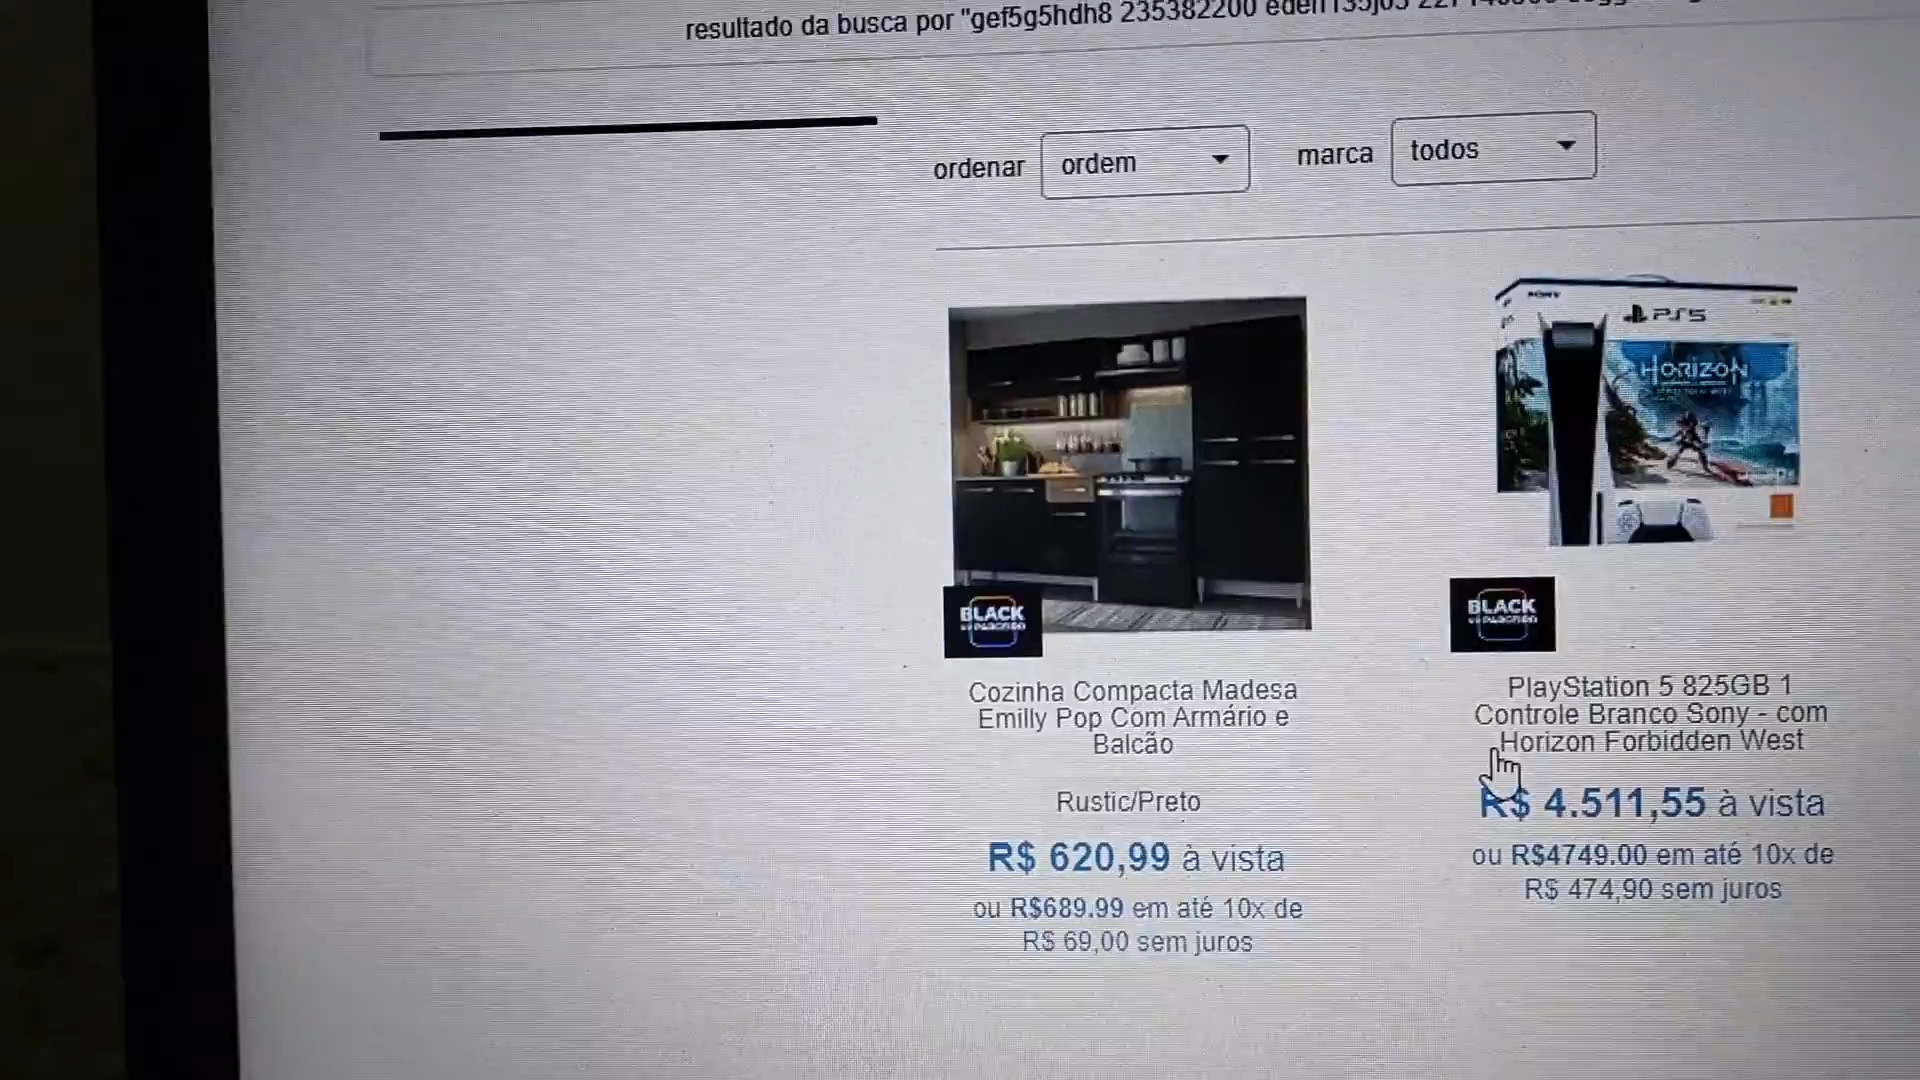 resultado da busca por "gef5g5hdh8 235382200
ordenar ordem marca todos
SONY
PS5
HORIZON
BLACK
BLACK
Cozinha Compacta Madesa
Emilly Pop Com Armário e
Balcão
Rustic/Preto
R$ 620,99 à vista
ou R$689.99 em até 10x de
R$ 69,00 sem juros
PlayStation 5 825GB 1
Controle Branco Sony - com
Horizon Forbidden West
R$ 4.511,55 à vista
ou R$4749.00 em até 10x de
R$ 474,90 sem juros